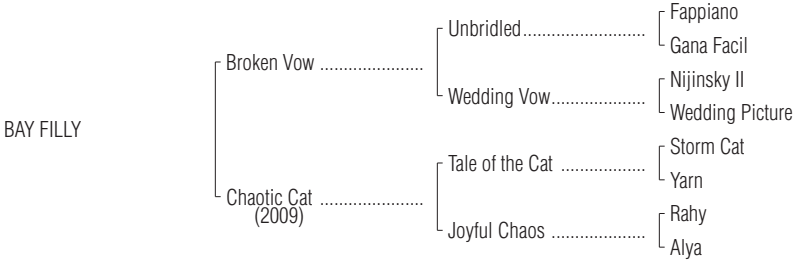 Fappiano
Unbridled..........................
Gana Facil
Broken Vow ......................
Nijinsky II
Wedding Vow....................
Wedding Picture
BAY FILLY
Storm Cat
Tale of the Cat ..................
Yarn
Chaotic Cat ......................
(2009)
Rahy
Joyful Chaos ....................
Alya